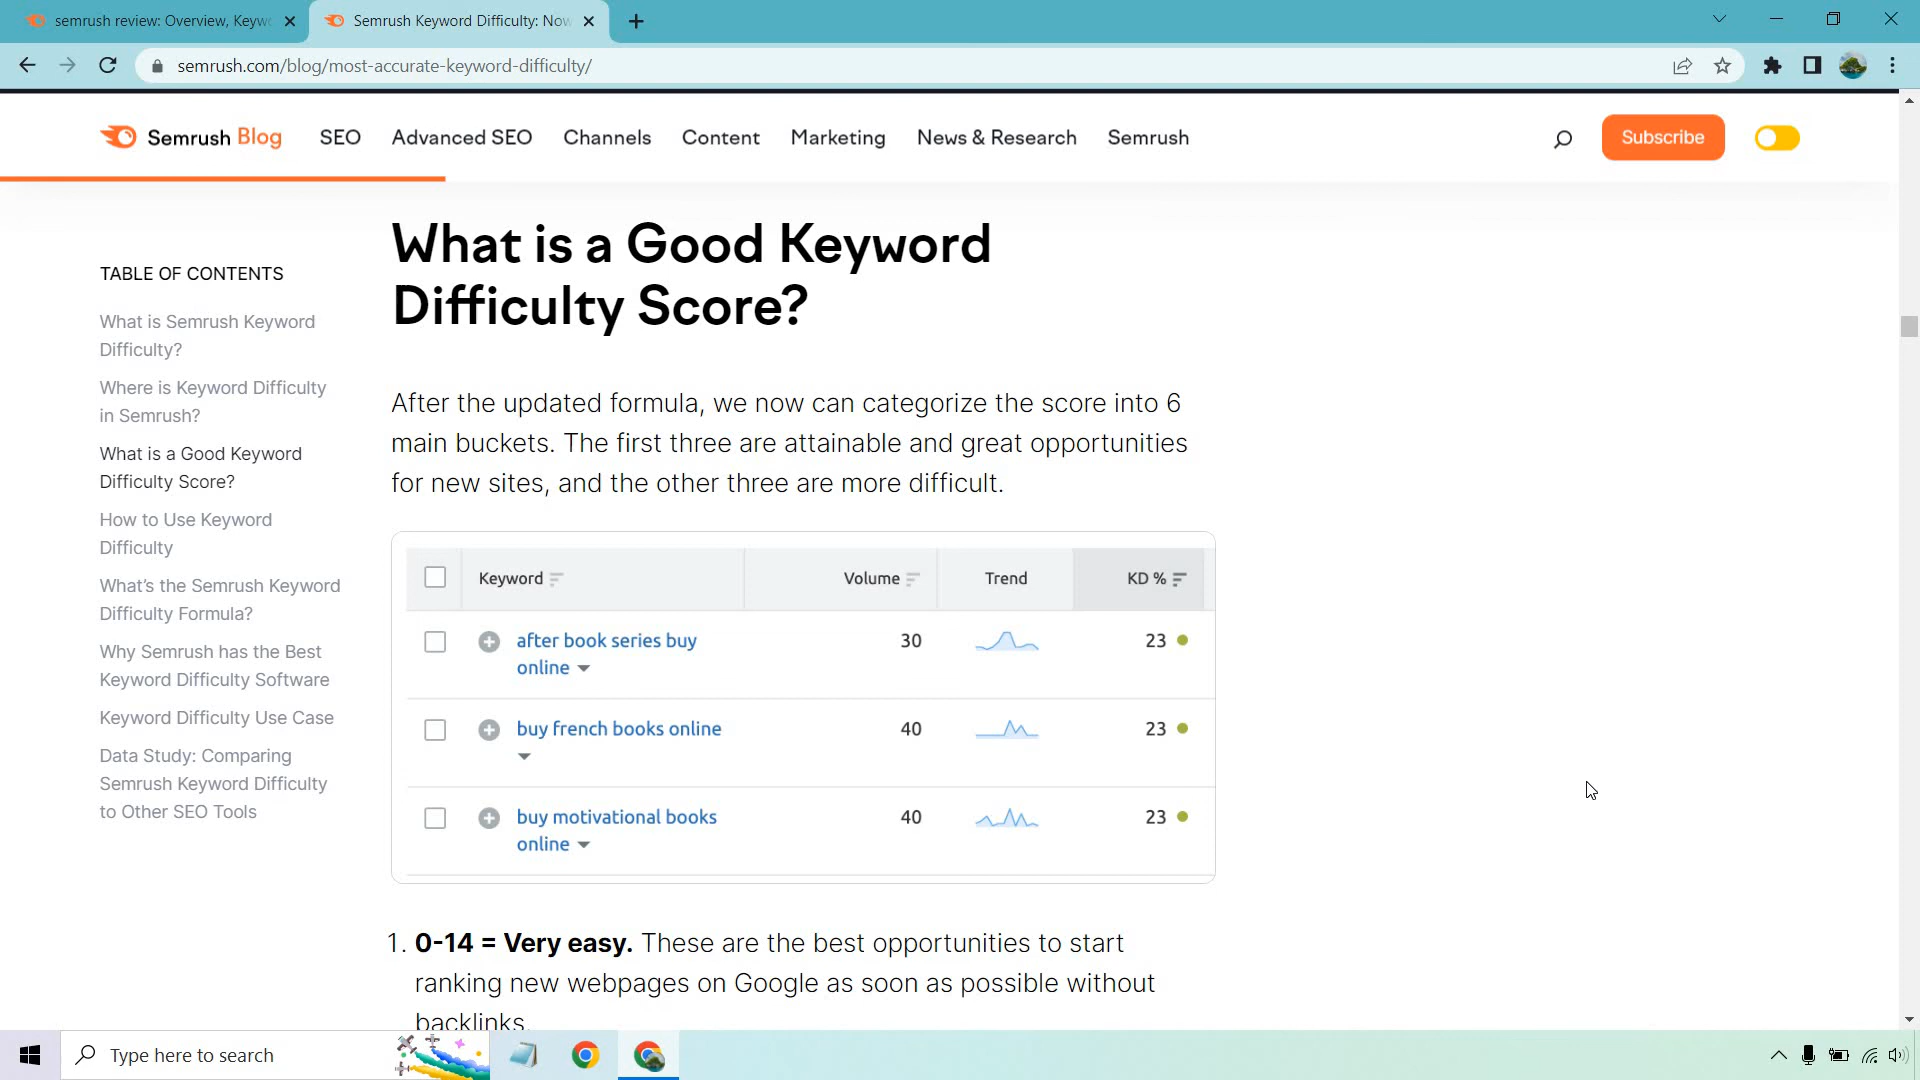 semrush review: Overview, Keyw
Semrush Keyword Difficulty: Now
semrush.com/blog/most-accurate-keyword-difficulty/
Semrush Blog
SEO
Advanced SEO
Channels
Content
Marketing
News & Research
Semrush
Subscribe
TABLE OF CONTENTS
What is Semrush Keyword
Difficulty?
Where is Keyword Difficulty
in Semrush?
What is a Good Keyword
Difficulty Score?
How to Use Keyword
Difficulty
What's the Semrush Keyword
Difficulty Formula?
Why Semrush has the Best
Keyword Difficulty Software
Keyword Difficulty Use Case
Data Study: Comparing
Semrush Keyword Difficulty
to Other SEO Tools
What is a Good Keyword
Difficulty Score?
After the updated formula, we now can categorize the score into 6
main buckets. The first three are attainable and great opportunities
for new sites, and the other three are more difficult.
Keyword Volume Trend KD %
after book series buy 30 23
online
buy french books online 40 23
buy motivational books 40 23
online
1. 0-14 = Very easy. These are the best opportunities to start
ranking new webpages on Google as soon as possible without
backlinks.
Type here to search